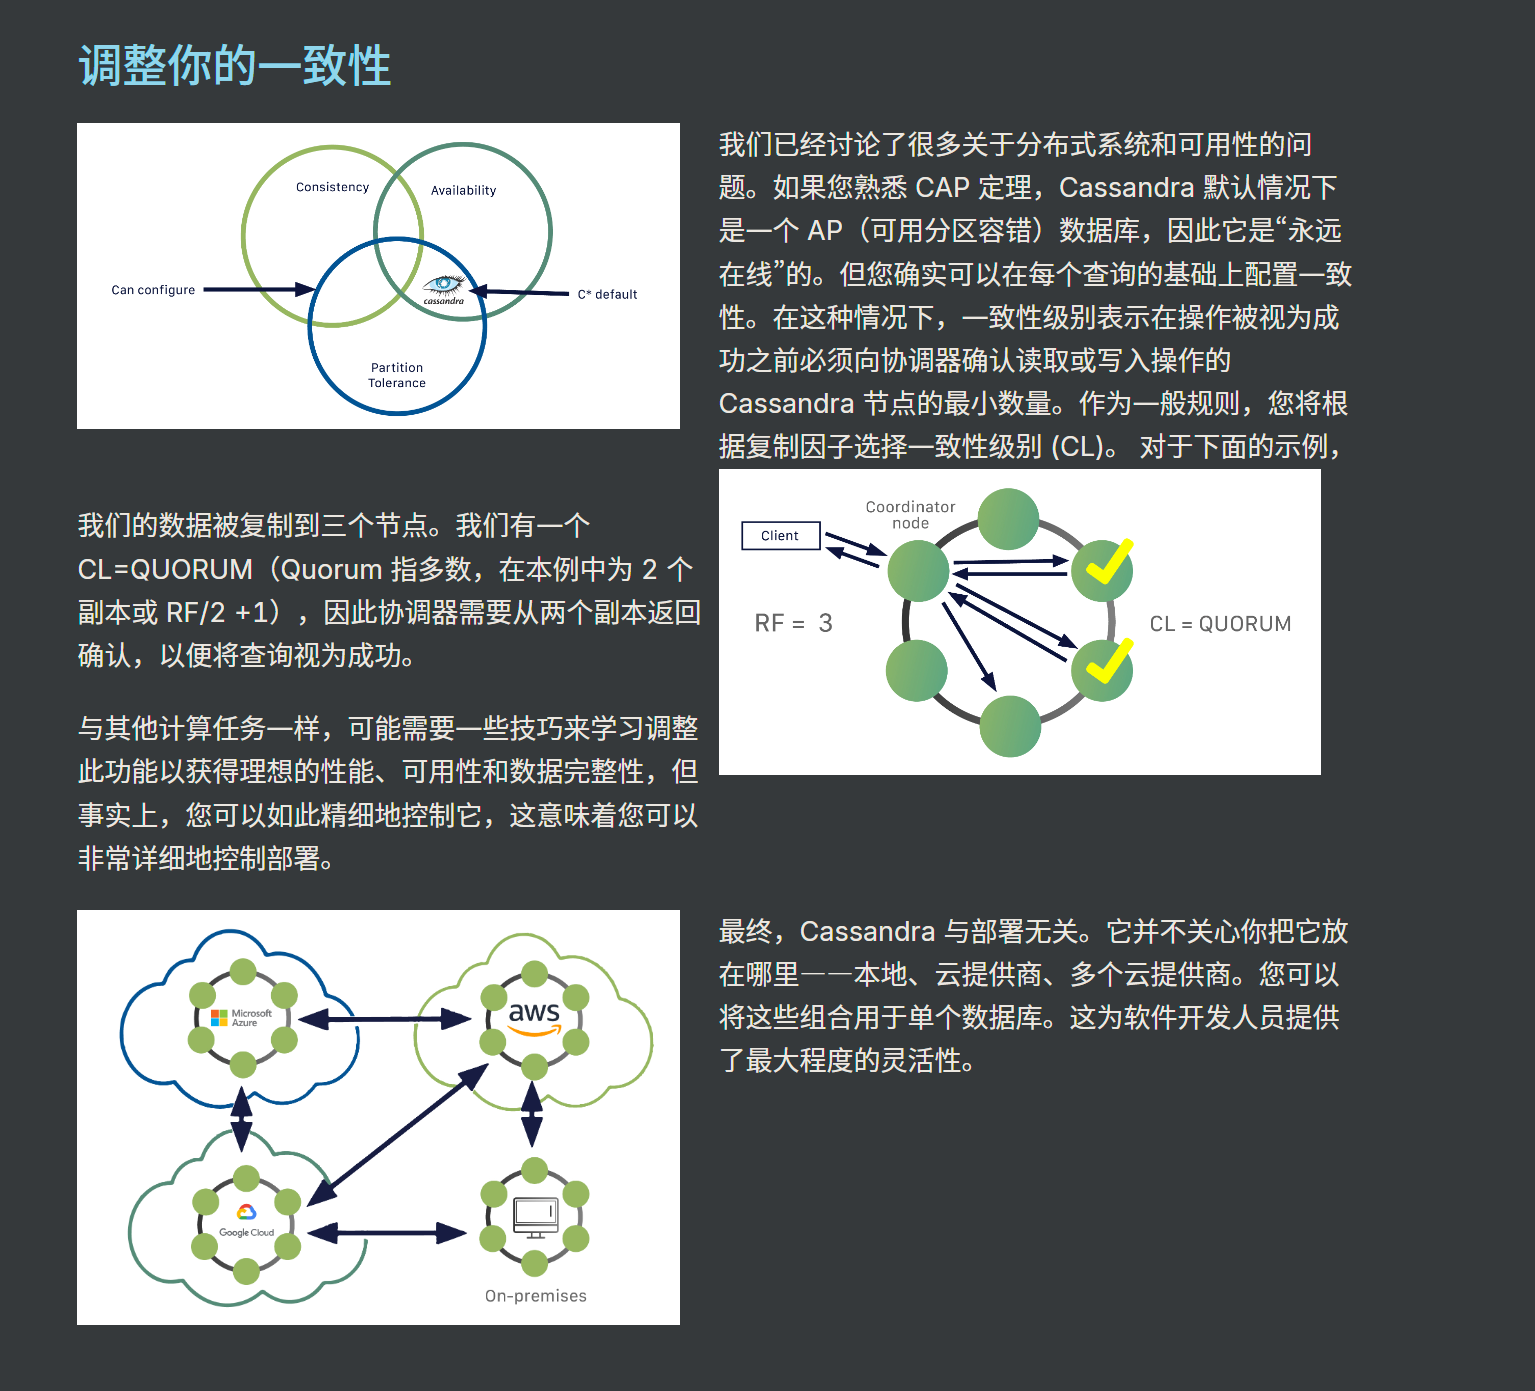 调整你的一致性
Consistency
Availability
Can configure
cassandra
C* default
Partition
Tolerance
我们已经讨论了很多关于分布式系统和可用性的问
题。如果您熟悉 CAP 定理，Cassandra 默认情况下
是一个 AP（可用分区容错）数据库，因此它是“永远
在线”的。但您确实可以在每个查询的基础上配置一致
性。在这种情况下，一致性级别表示在操作被视为成
功之前必须向协调器确认读取或写入操作的
Cassandra 节点的最小数量。作为一般规则，您将根
据复制因子选择一致性级别 (CL)。 对于下面的示例，
我们的数据被复制到三个节点。我们有一个
CL=QUORUM（Quorum 指多数，在本例中为 2 个
副本或 RF/2 +1），因此协调器需要从两个副本返回
确认，以便将查询视为成功。
Coordinator
node
Client
RF = 3
CL = QUORUM
与其他计算任务一样，可能需要一些技巧来学习调整
此功能以获得理想的性能、可用性和数据完整性，但
事实上，您可以如此精细地控制它，这意味着您可以
非常详细地控制部署。
Microsoft
Azure
aws
Google Cloud
On-premises
最终，Cassandra 与部署无关。它并不关心你把它放
在哪里——本地、云提供商、多个云提供商。您可以
将这些组合用于单个数据库。这为软件开发人员提供
了最大程度的灵活性。